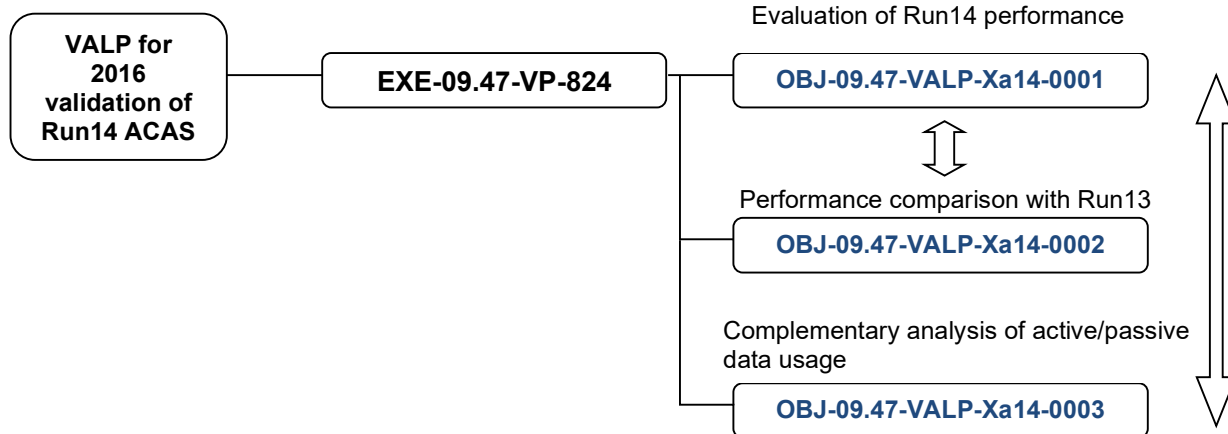 VALP for
2016
validation of
Run14 ACAS
EXE-09.47-VP-824
Evaluation of Run14 performance
OBJ-09.47-VALP-Xa14-0001
Performance comparison with Run13
OBJ-09.47-VALP-Xa14-0002
Complementary analysis of active/passive
data usage
OBJ-09.47-VALP-Xa14-0003